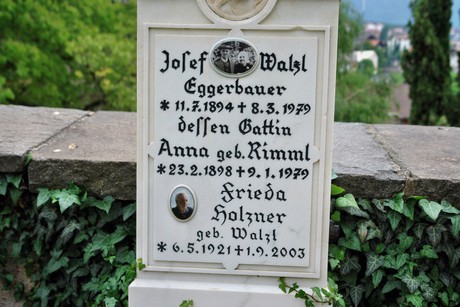 Josef Walzl
Eggerbauer
* 11.7.1894 + 8.3.1979
dessen Gattin
Anna geb. Rimml
* 23.2.1898 + 9.1.1979
Frieda
Holzner
geb. Walzl
* 6.5.1921 + 1.9.2003